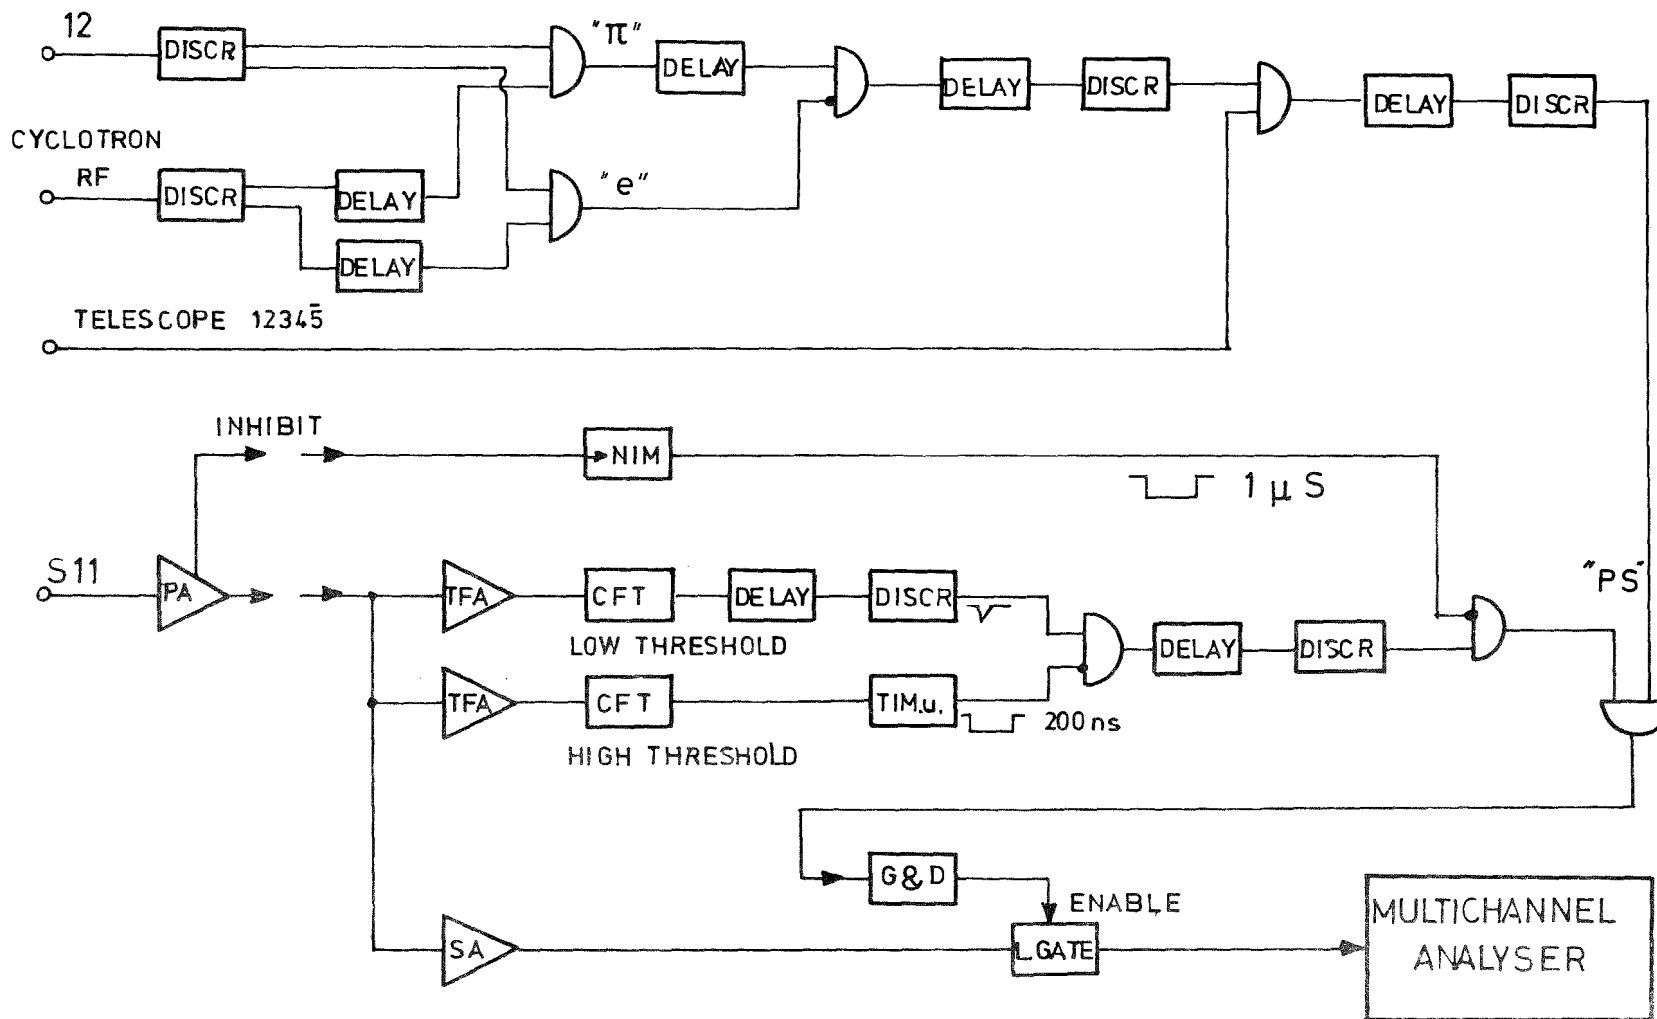 12
DISCR
"π"
DELAY
DELAY
DISCR
DELAY
DISCR
CYCLOTRON
RF
DISCR
DELAY
"e"
DELAY
TELESCOPE 12345̄
INHIBIT
NIM
1 μS
S11
PA
TFA
CFT
DELAY
DISCR
"PS"
LOW THRESHOLD
DELAY
DISCR
TFA
CFT
TIM.u.
200 ns
HIGH THRESHOLD
G&D
ENABLE
SA
L.GATE
MULTICHANNEL
ANALYSER